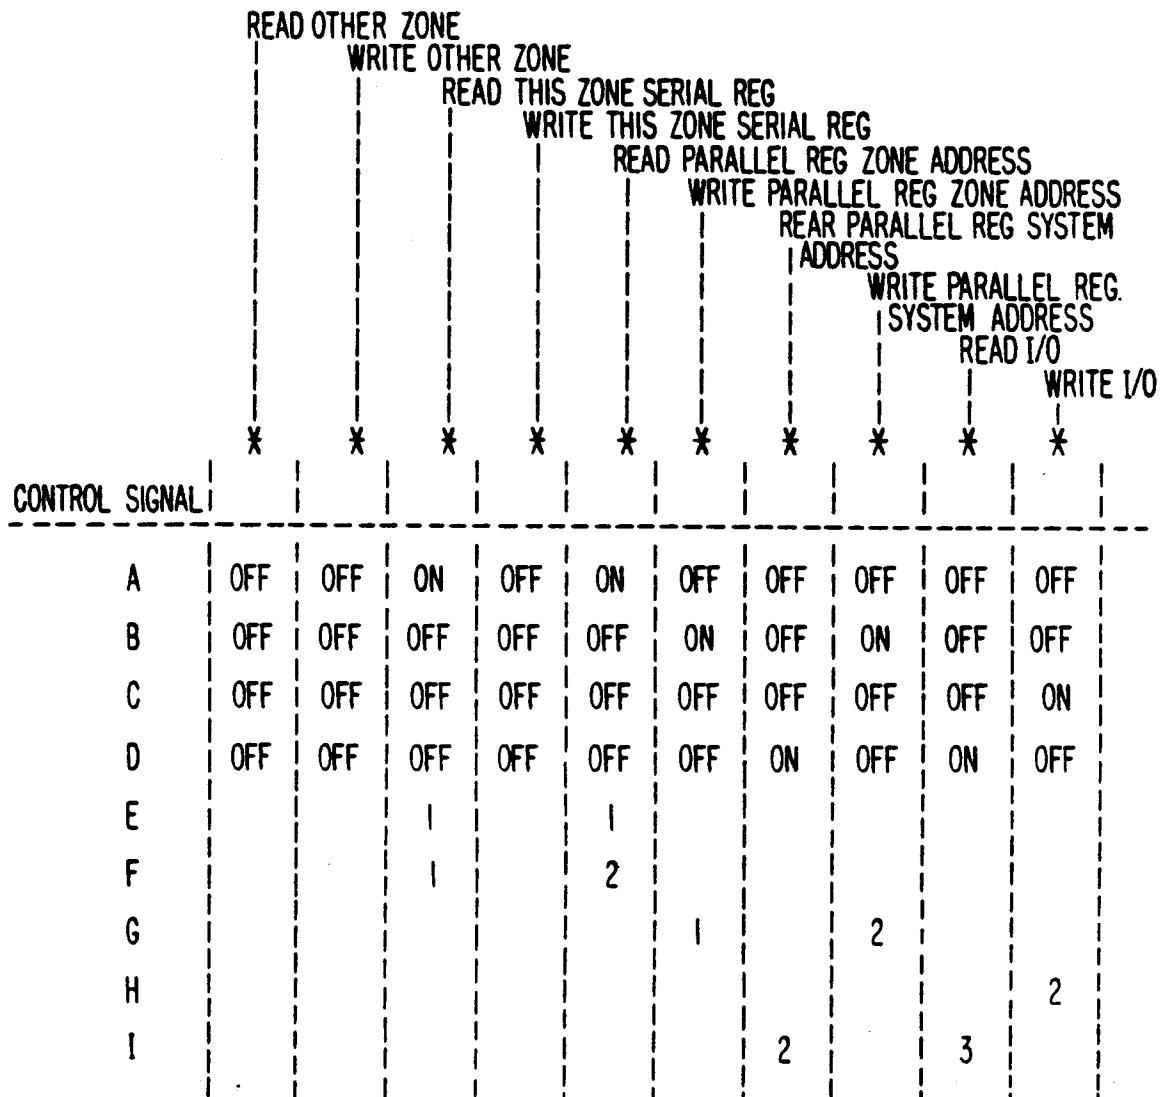 READ OTHER ZONE
WRITE OTHER ZONE
READ THIS ZONE SERIAL REG
WRITE THIS ZONE SERIAL REG
READ PARALLEL REG ZONE ADDRESS
WRITE PARALLEL REG ZONE ADDRESS
REAR PARALLEL REG SYSTEM
ADDRESS
WRITE PARALLEL REG.
SYSTEM ADDRESS
READ I/O
WRITE I/O
* * * * * * * * * *
CONTROL SIGNAL
A OFF OFF ON OFF ON OFF OFF OFF OFF OFF
B OFF OFF OFF OFF OFF ON OFF ON OFF OFF
C OFF OFF OFF OFF OFF OFF OFF OFF OFF ON
D OFF OFF OFF OFF OFF OFF ON OFF ON OFF
E 1 1
F 1 2
G 1 2
H 2
I 2 3